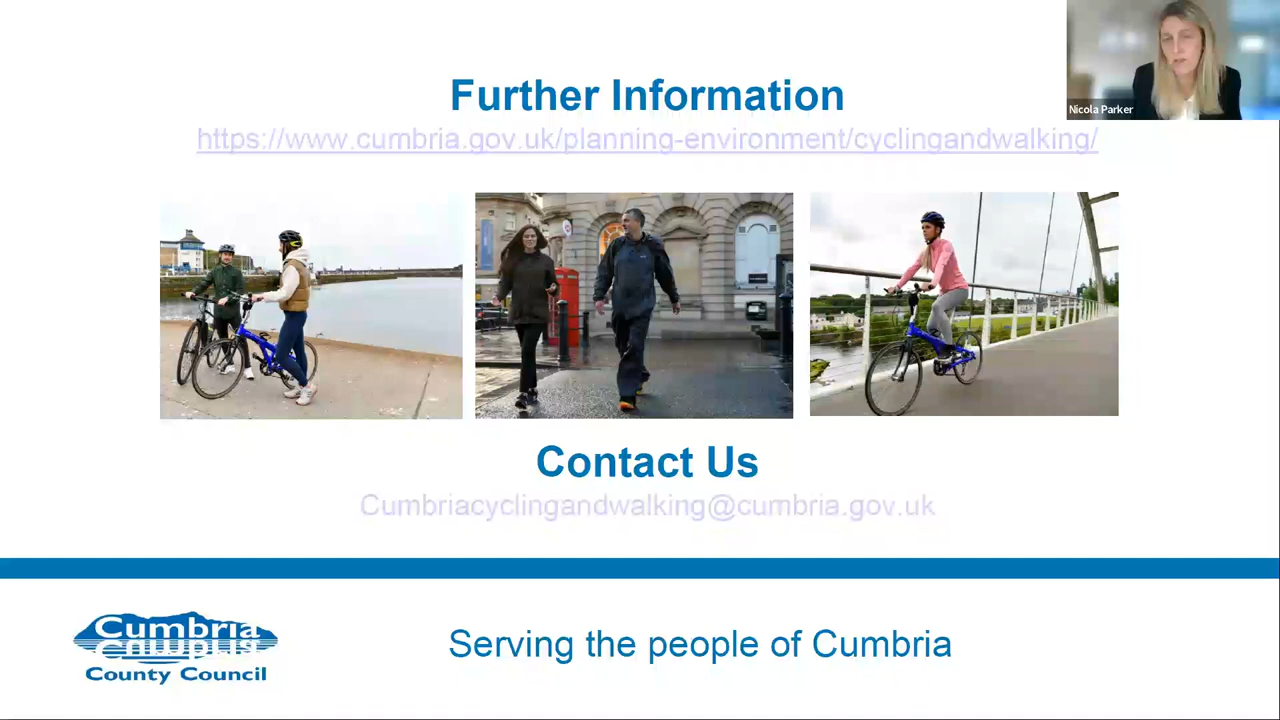 Further Information
Nicola Parker
https://www.cumbria.gov.uk/planning-environment/cyclingandwalking/
Contact Us
Cumbriacyclingandwalking@cumbria.gov.uk
Cumbria
County Council
Serving the people of Cumbria